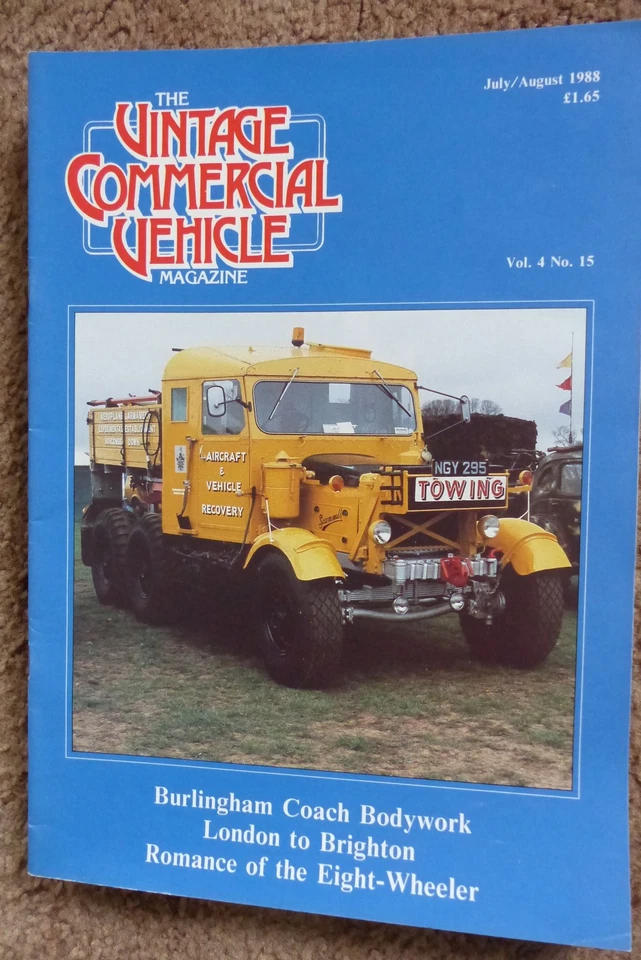 THE
VINTAGE
COMMERCIAL
VEHICLE
MAGAZINE
July/August 1988
£1.65
Vol. 4 No. 15
AIRCRAFT
&
VEHICLE
RECOVERY
Scammell
NGY 295
TOWING
Burlingham Coach Bodywork
London to Brighton
Romance of the Eight-Wheeler